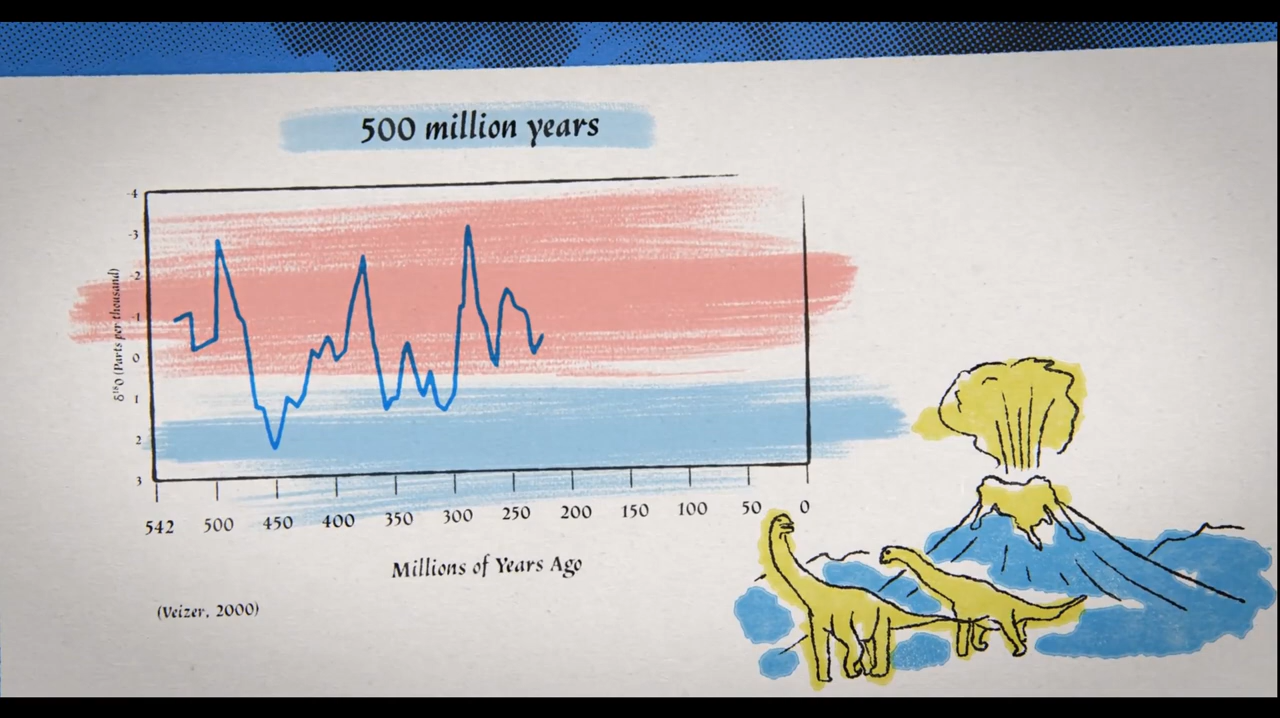 500 million years
-4
-3
-2
-1
0
1
2
3
δ¹⁸O (Parts per thousand)
542 500 450 400 350 300 250 200 150 100 50 0
Millions of Years Ago
(Veizer, 2000)